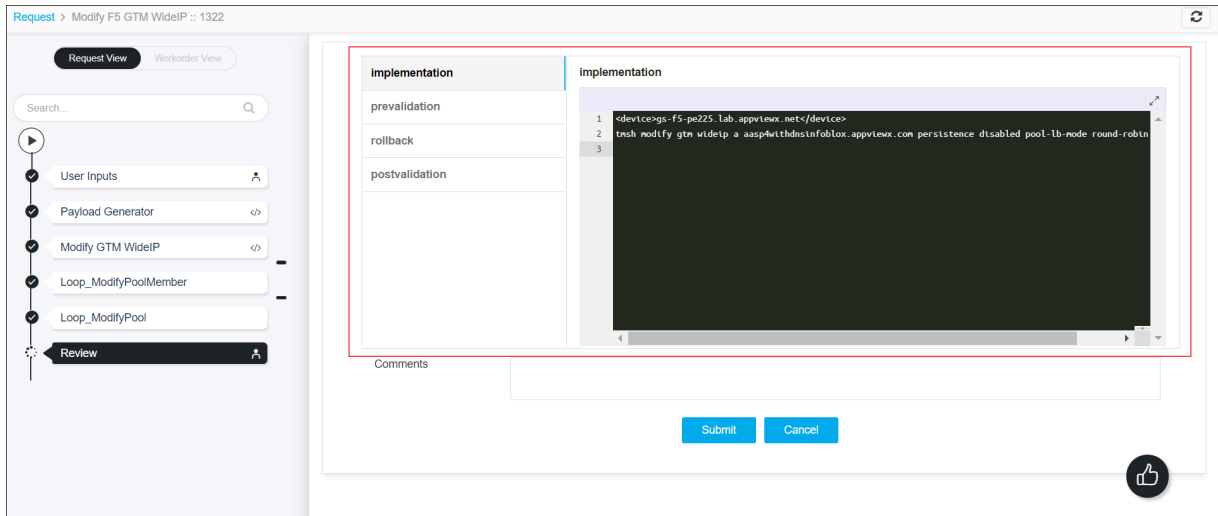 Request > Modify F5 GTM WideIP :: 1322
Request View Workorder View
Search...
User Inputs
Payload Generator </>
Modify GTM WideIP </>
Loop_ModifyPoolMember
Loop_ModifyPool
Review
implementation
prevalidation
rollback
postvalidation
implementation
1 <device>gs-f5-pe225.lab.appviewx.net</device>
2 tmsh modify gtm wideip a aasp4withdnsinfoblox.appviewx.com persistence disabled pool-lb-mode round-robin
3
Comments
Submit Cancel